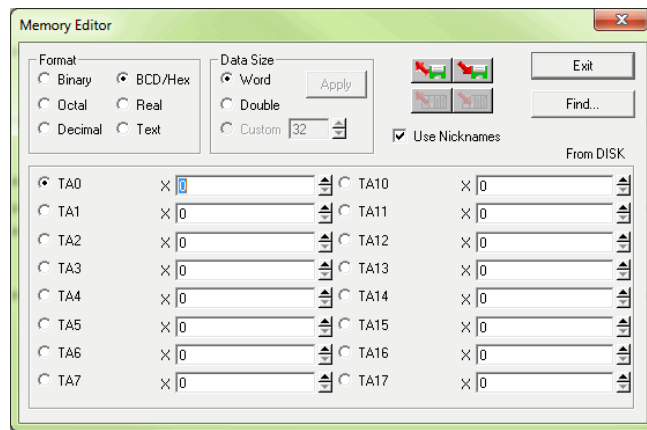 Memory Editor
Format
Binary BCD/Hex
Octal Real
Decimal Text
Data Size
Word
Double
Custom 32
Apply
Use Nicknames
Exit
Find...
From DISK
TA0 X 0 TA10 X 0
TA1 X 0 TA11 X 0
TA2 X 0 TA12 X 0
TA3 X 0 TA13 X 0
TA4 X 0 TA14 X 0
TA5 X 0 TA15 X 0
TA6 X 0 TA16 X 0
TA7 X 0 TA17 X 0